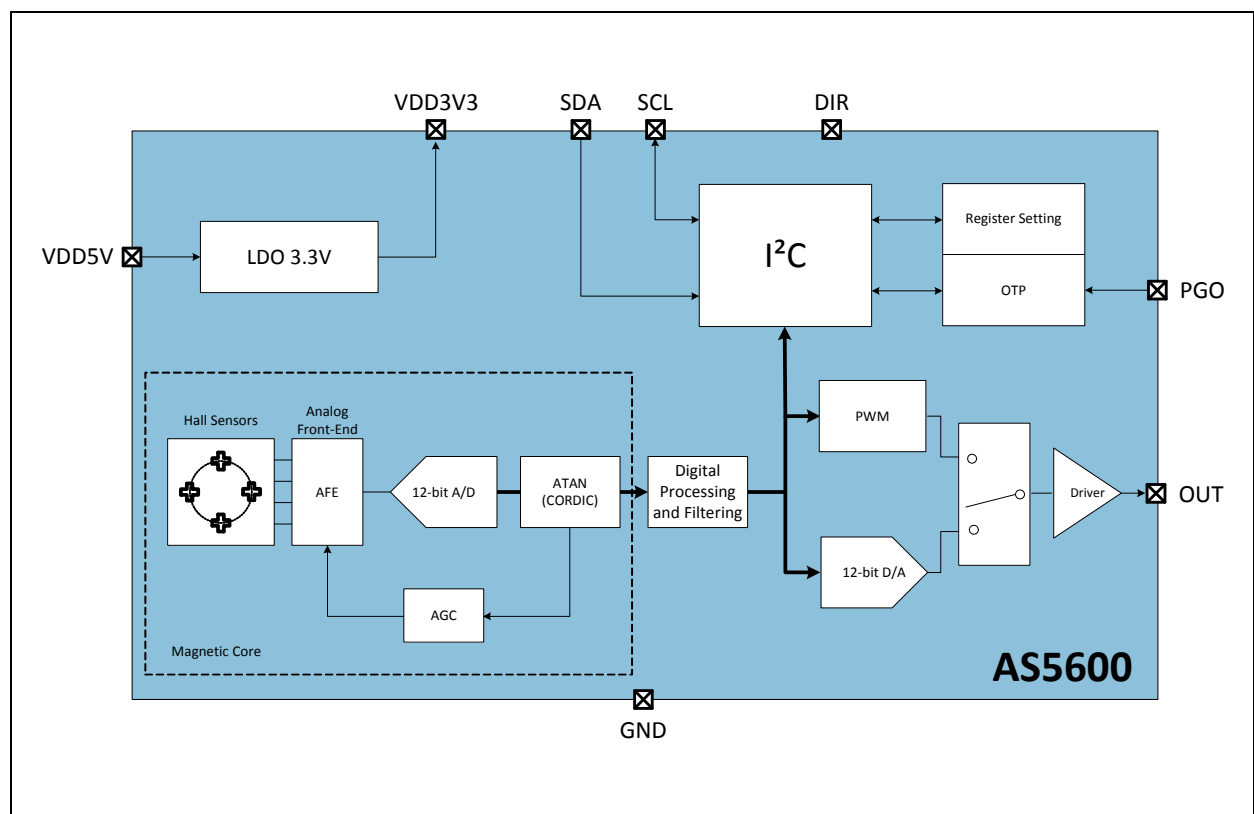 VDD3V3
SDA
SCL
DIR
VDD5V
LDO 3.3V
I²C
Register Setting
OTP
PGO
Hall Sensors
Analog
Front-End
AFE
12-bit A/D
ATAN
(CORDIC)
Digital
Processing
and Filtering
PWM
12-bit D/A
Driver
OUT
AGC
Magnetic Core
AS5600
GND